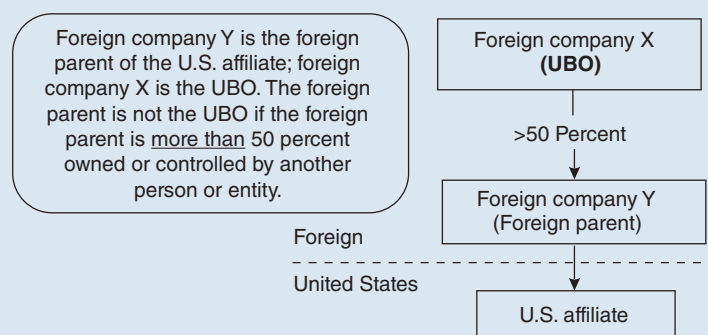 Foreign company Y is the foreign
parent of the U.S. affiliate; foreign
company X is the UBO. The foreign
parent is not the UBO if the foreign
parent is more than 50 percent
owned or controlled by another
person or entity.
Foreign company X
(UBO)
>50 Percent
Foreign company Y
(Foreign parent)
Foreign
United States
U.S. affiliate